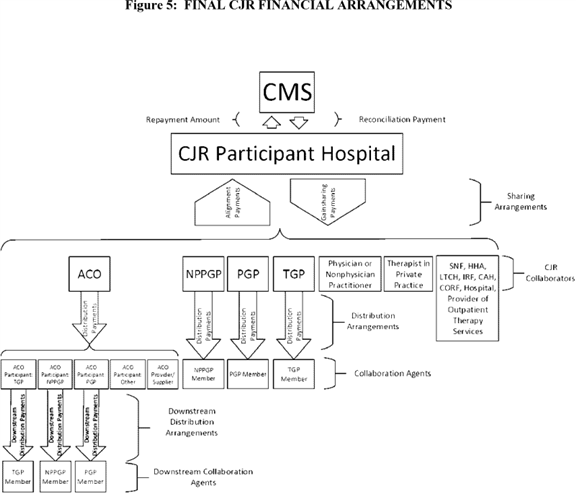 Figure 5: FINAL CJR FINANCIAL ARRANGEMENTS
CMS
Repayment Amount
Reconciliation Payment
CJR Participant Hospital
Alignment
Payments
Gainsharing
Payments
Sharing
Arrangements
ACO
NPPGP
PGP
TGP
Physician or
Nonphysician
Practitioner
Therapist in
Private
Practice
SNF, HHA,
LTCH, IRF, CAH,
CORF, Hospital,
Provider of
Outpatient
Therapy
Services
CJR
Collaborators
Distribution
Payments
Distribution
Payments
Distribution
Payments
Distribution
Payments
Distribution
Arrangements
ACO
Participant:
TGP
ACO
Participant:
NPPGP
ACO
Participant:
PGP
ACO
Participant:
Other
ACO
Provider/
Supplier
NPPGP
Member
PGP Member
TGP
Member
Collaboration Agents
Downstream
Distribution Payments
Downstream
Distribution Payments
Downstream
Distribution Payments
Downstream
Distribution
Arrangements
TGP
Member
NPPGP
Member
PGP
Member
Downstream Collaboration
Agents